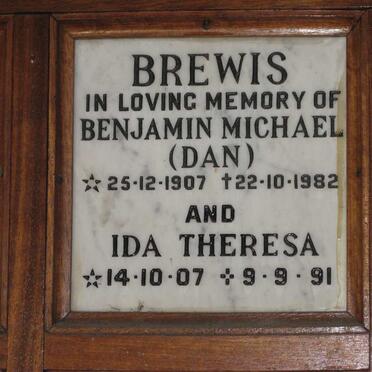 BREWIS
IN LOVING MEMORY OF
BENJAMIN MICHAEL
(DAN)
☆ 25-12-1907 † 22-10-1982
AND
IDA THERESA
☆ 14·10·07 ✢ 9·9·91